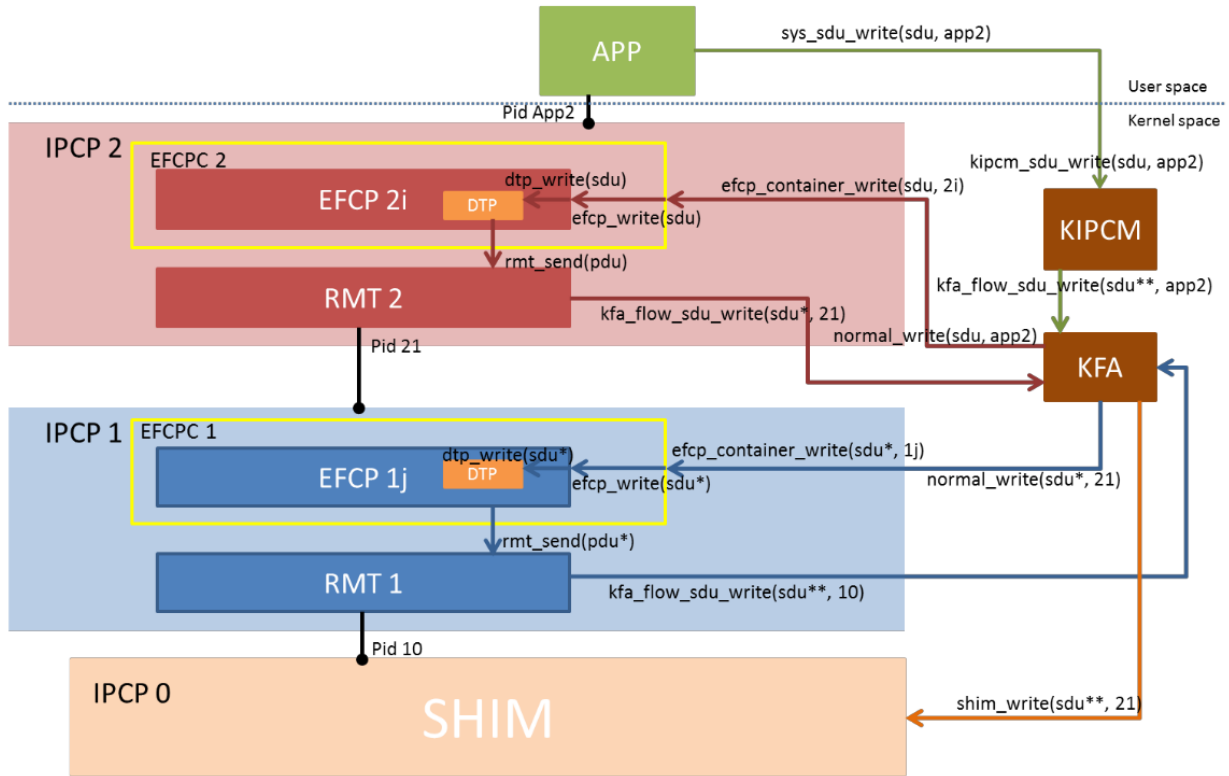 APP
sys_sdu_write(sdu, app2)
User space
Pid App2
Kernel space
IPCP 2
EFCPC 2
kipcm_sdu_write(sdu, app2)
dtp_write(sdu)
efcp_container_write(sdu, 2i)
EFCP 2i
DTP
efcp_write(sdu)
KIPCM
rmt_send(pdu)
kfa_flow_sdu_write(sdu**, app2)
RMT 2
kfa_flow_sdu_write(sdu*, 21)
normal_write(sdu, app2)
Pid 21
KFA
IPCP 1
EFCPC 1
dtp_write(sdu*)
efcp_container_write(sdu*, 1j)
EFCP 1j
DTP
efcp_write(sdu*)
normal_write(sdu*, 21)
rmt_send(pdu*)
RMT 1
kfa_flow_sdu_write(sdu**, 10)
Pid 10
IPCP 0
SHIM
shim_write(sdu**, 21)